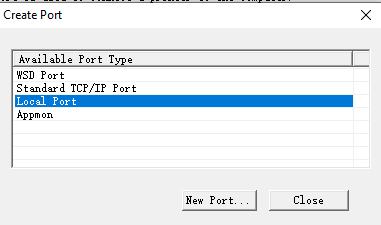 Create Port
Available Port Type
WSD Port
Standard TCP/IP Port
Local Port
Appmon
New Port...
Close